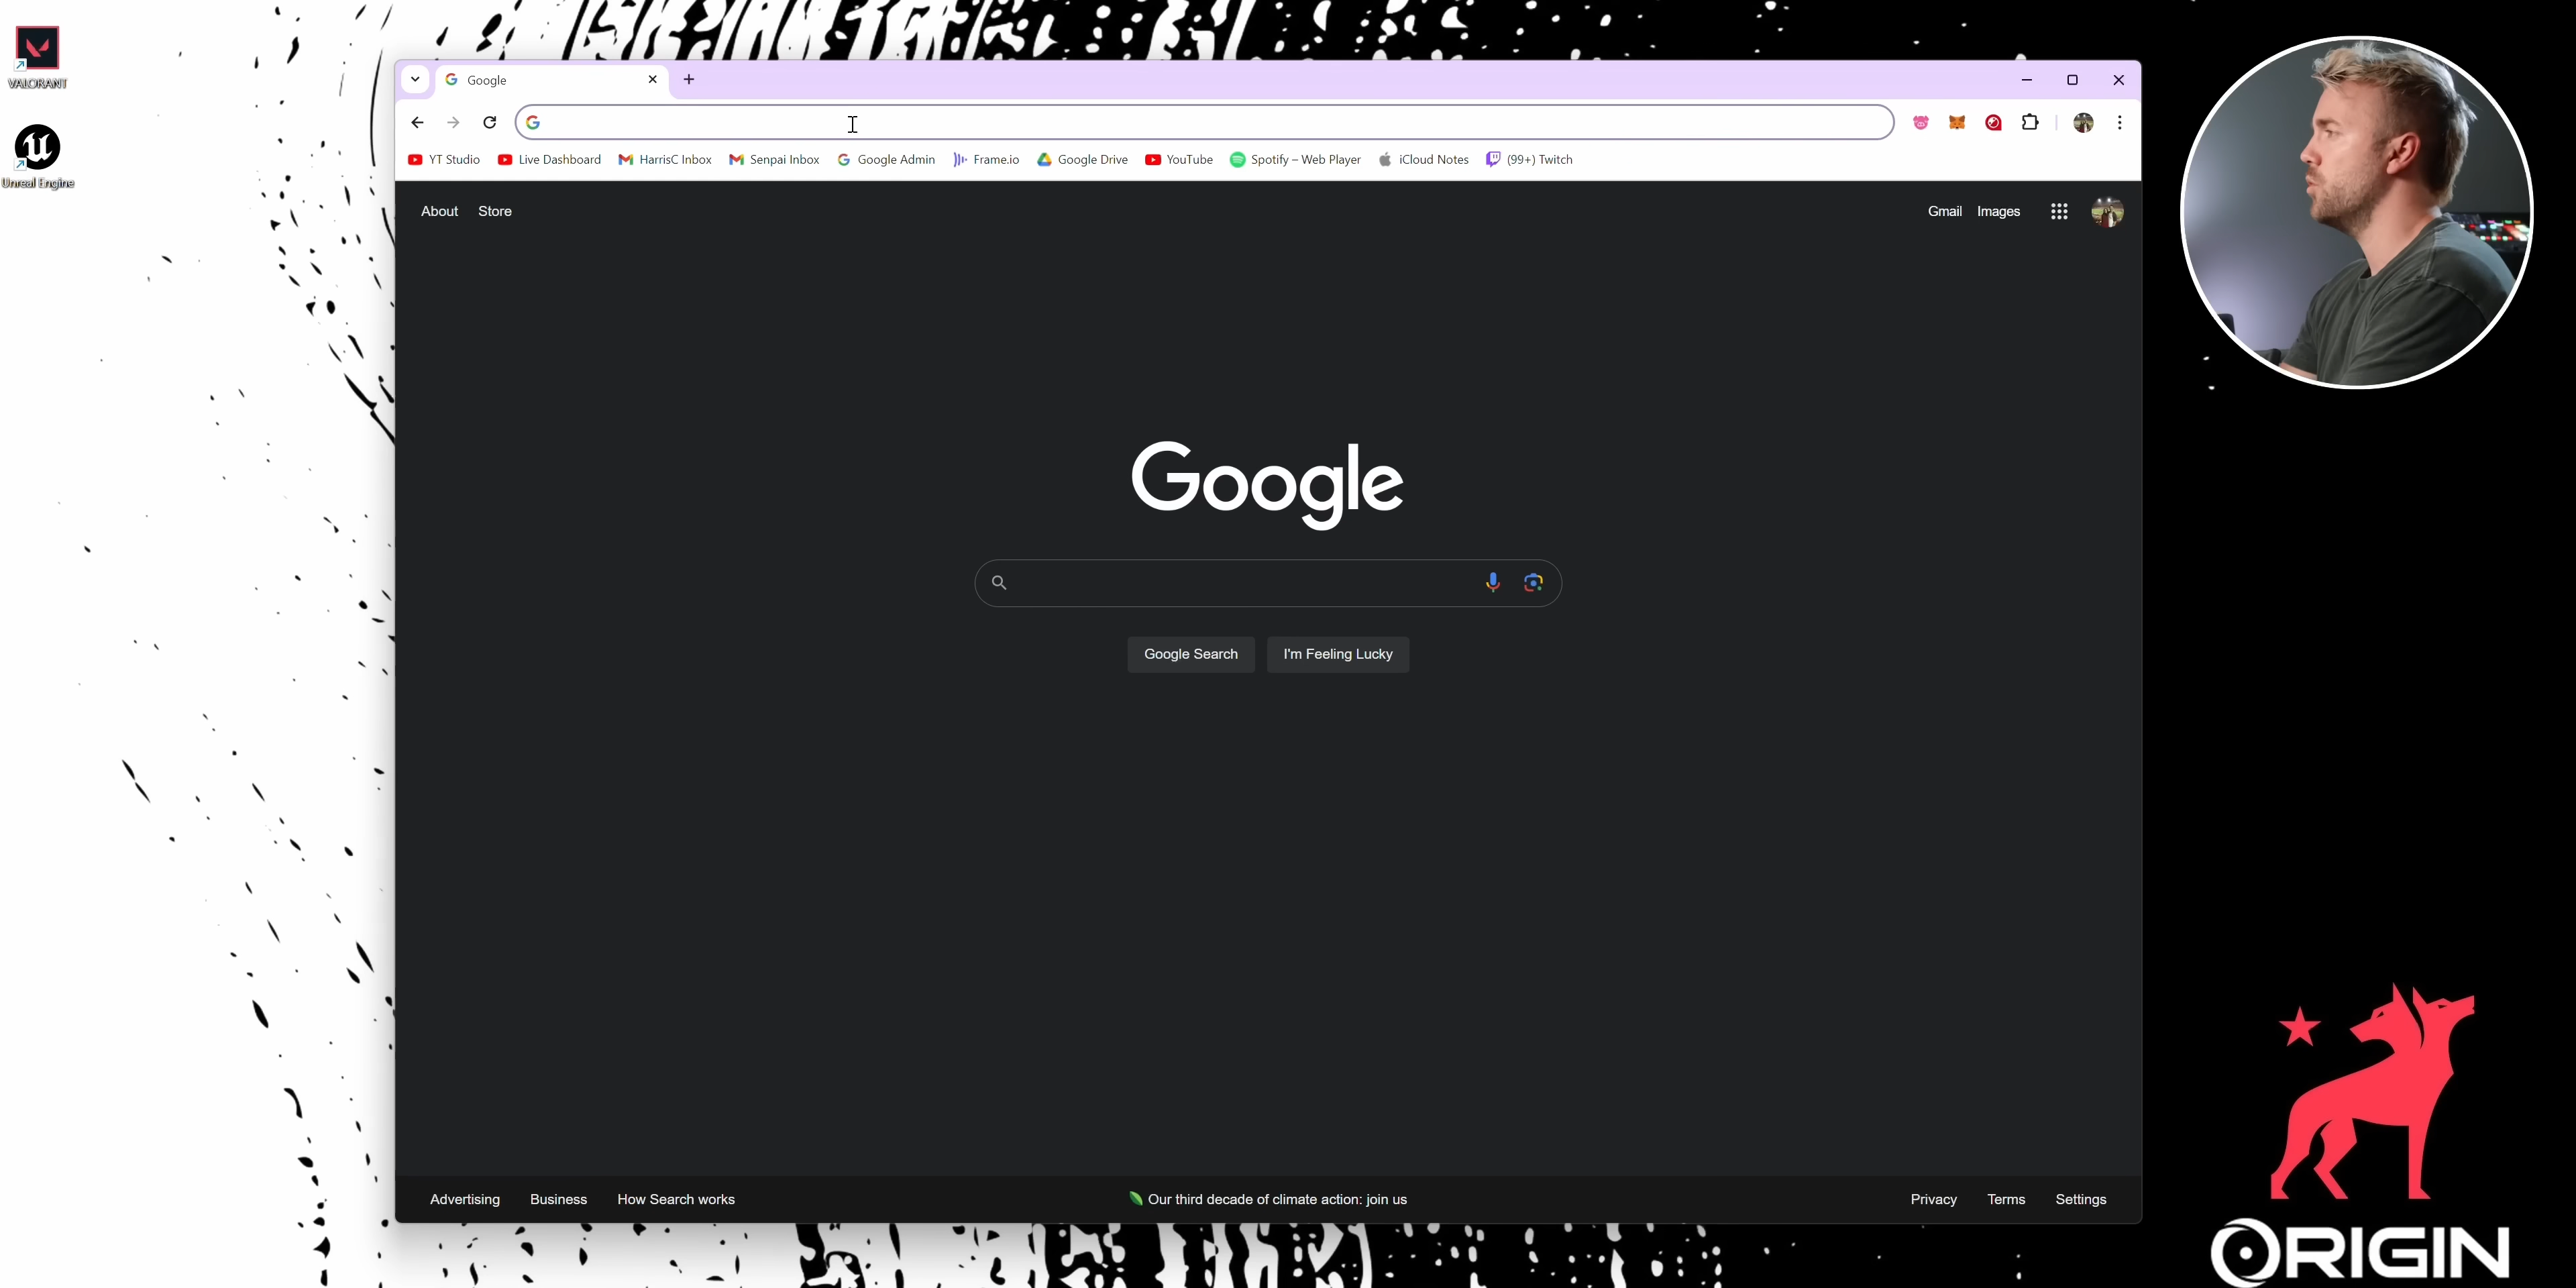 VALORANT
Unreal Engine
Google
YT Studio Live Dashboard HarrisC Inbox Senpai Inbox Google Admin Frame.io Google Drive YouTube Spotify – Web Player iCloud Notes (99+) Twitch
About Store Gmail Images
Google
Google Search I'm Feeling Lucky
Advertising Business How Search works Our third decade of climate action: join us Privacy Terms Settings
ORIGIN